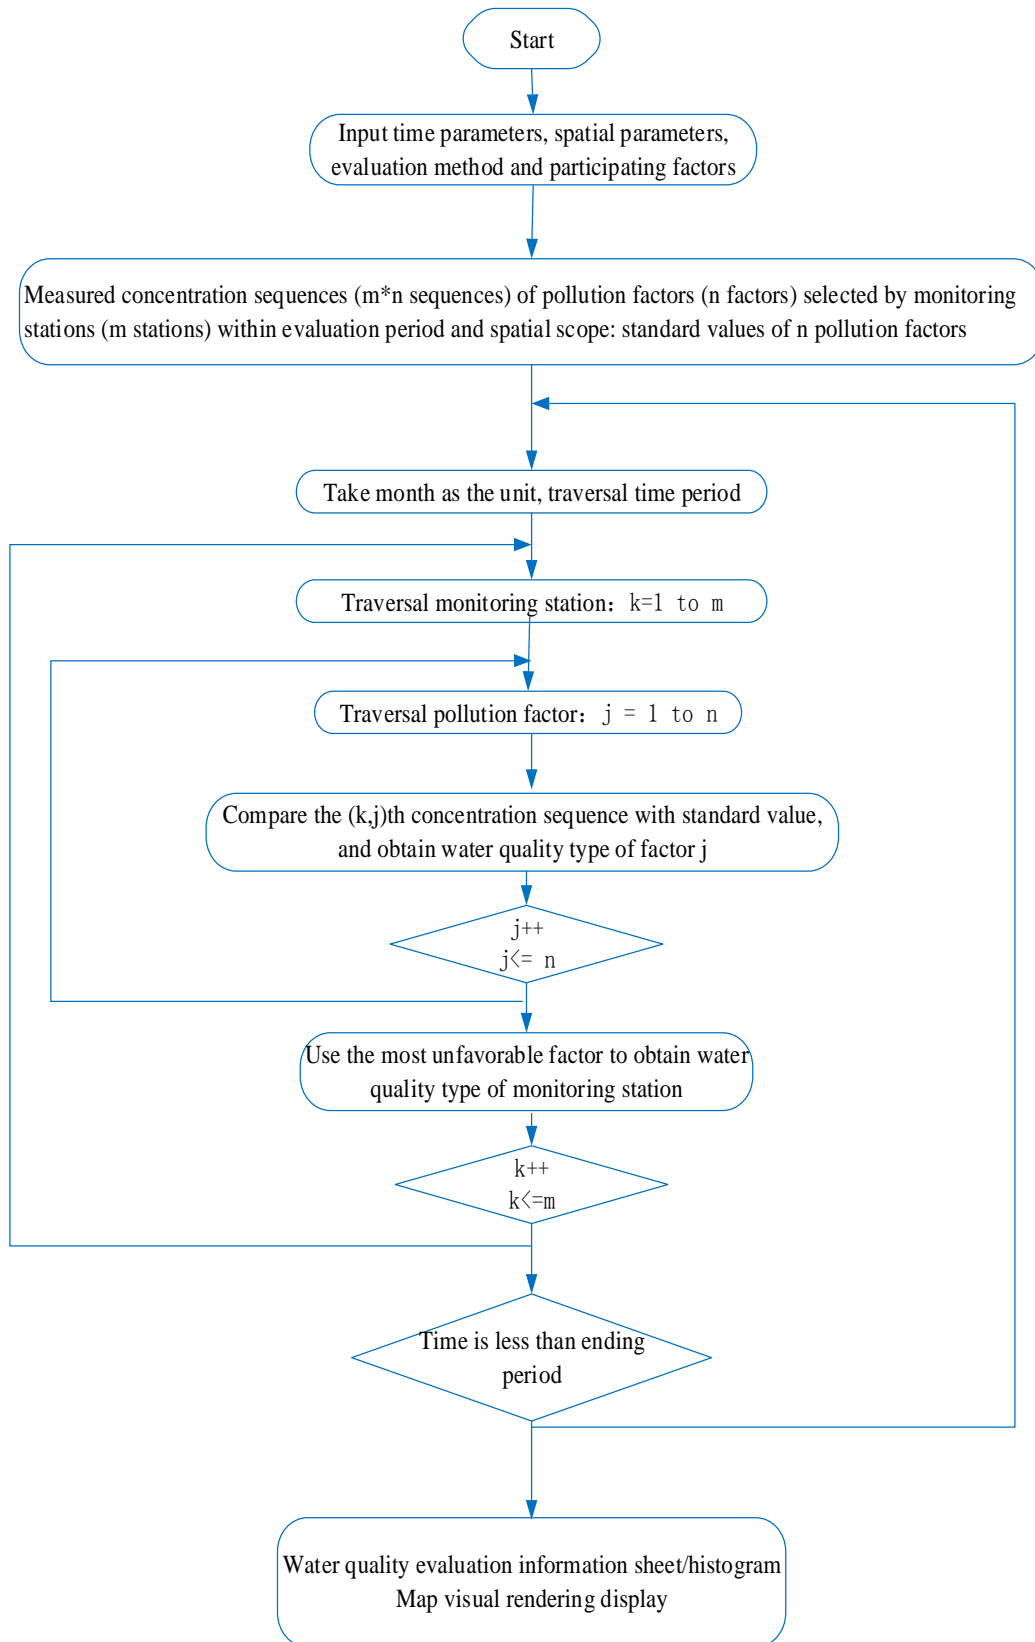 Start
Input time parameters, spatial parameters,
evaluation method and participating factors
Measured concentration sequences (m*n sequences) of pollution factors (n factors) selected by monitoring
stations (m stations) within evaluation period and spatial scope: standard values of n pollution factors
Take month as the unit, traversal time period
Traversal monitoring station：k=1 to m
Traversal pollution factor：j = 1 to n
Compare the (k,j)th concentration sequence with standard value,
and obtain water quality type of factor j
j++
j<= n
Use the most unfavorable factor to obtain water
quality type of monitoring station
k++
k<=m
Time is less than ending
period
Water quality evaluation information sheet/histogram
Map visual rendering display